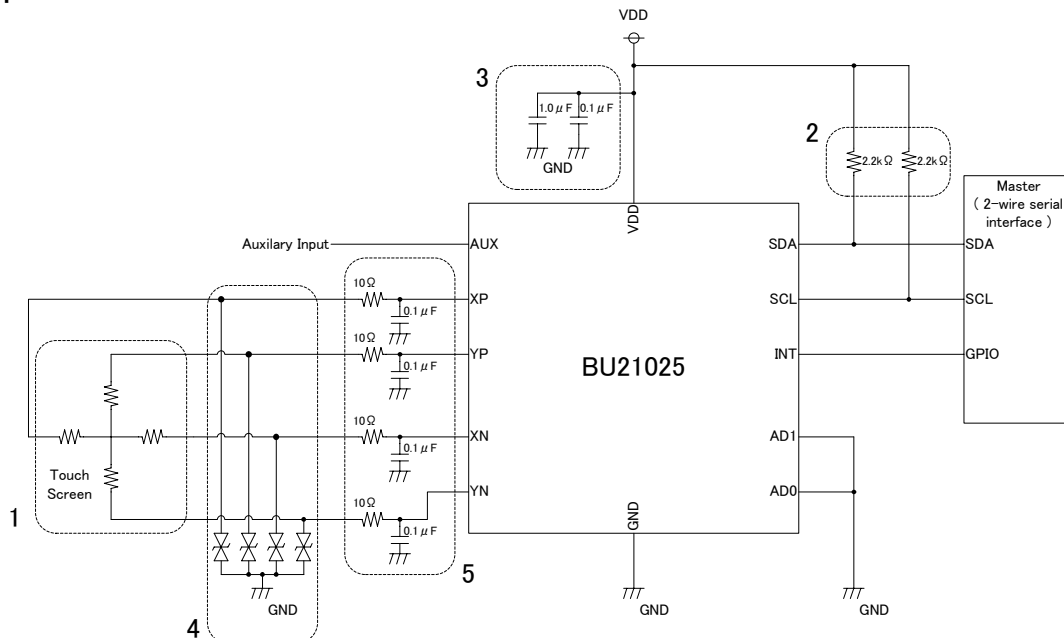 VDD
3
1.0μF 0.1μF
GND
2
2.2kΩ 2.2kΩ
Master
( 2-wire serial
interface )
VDD
Auxilary Input
AUX
SDA
SDA
10Ω
XP
0.1μF
SCL
SCL
10Ω
YP
0.1μF
BU21025
INT
GPIO
10Ω
XN
0.1μF
AD1
Touch
Screen
10Ω
YN
0.1μF
AD0
1
GND
5
GND
4
GND
GND